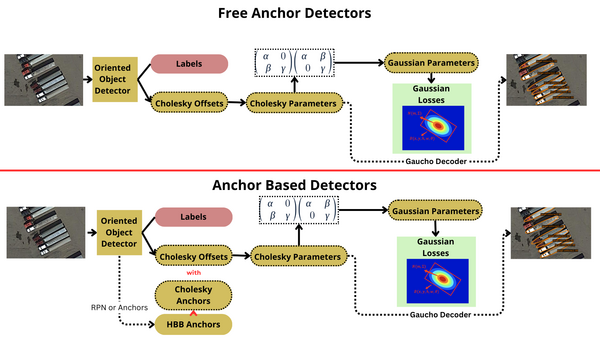 Free Anchor Detectors
Oriented
Object
Detector
Labels
Cholesky Offsets
Cholesky Parameters
α 0 α β
β γ 0 γ
Gaussian Parameters
Gaussian
Losses
Gaucho Decoder
Anchor Based Detectors
Oriented
Object
Detector
Labels
Cholesky Offsets
with
Cholesky
Anchors
HBB Anchors
RPN or Anchors
Cholesky Parameters
α 0 α β
β γ 0 γ
Gaussian Parameters
Gaussian
Losses
Gaucho Decoder